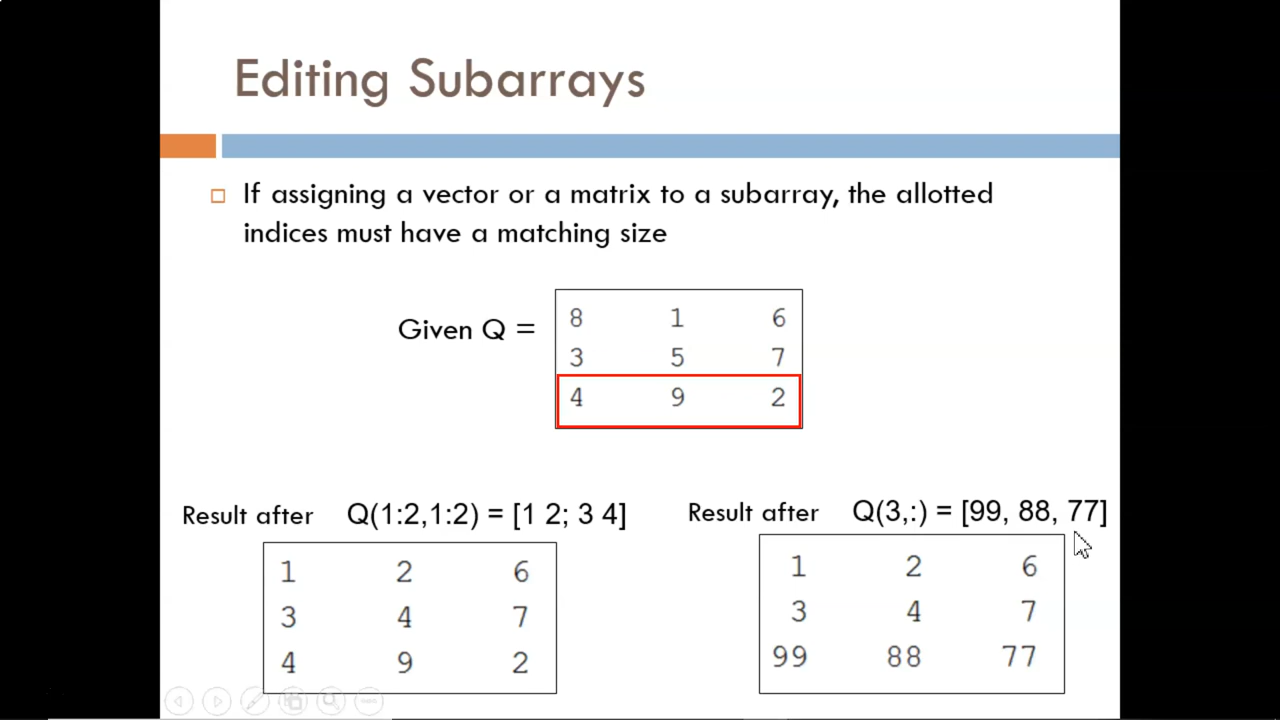 Editing Subarrays
If assigning a vector or a matrix to a subarray, the allotted
indices must have a matching size
Given Q =
8 1 6
3 5 7
4 9 2
Result after Q(1:2,1:2) = [1 2; 3 4]
1 2 6
3 4 7
4 9 2
Result after Q(3,:) = [99, 88, 77]
1 2 6
3 4 7
99 88 77